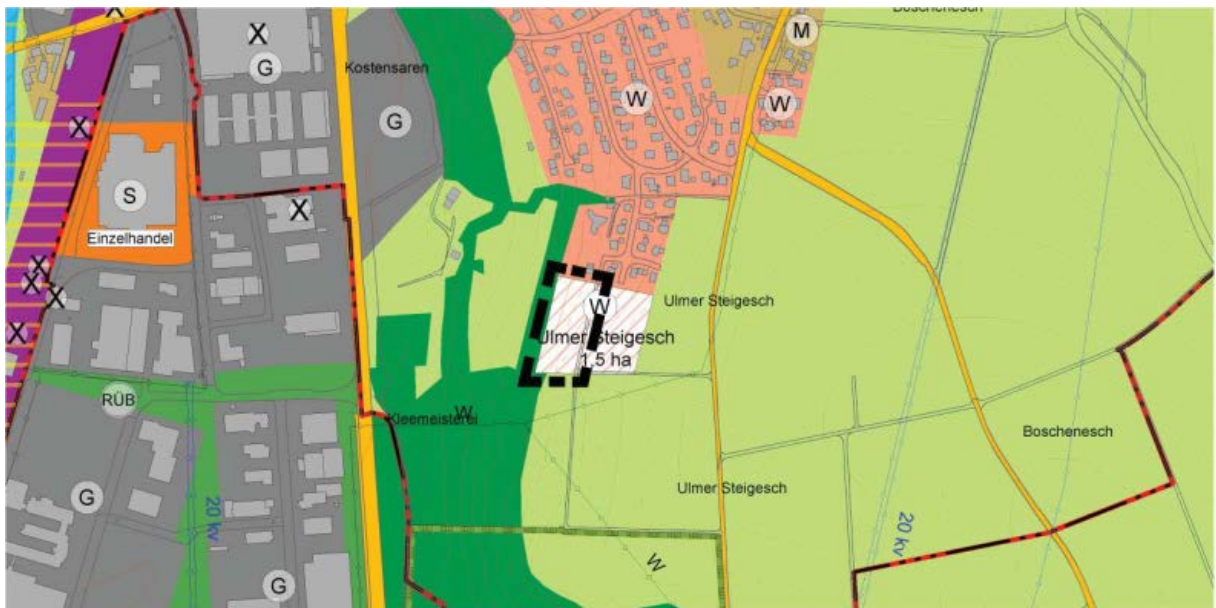 X
Boschenesch
X
G
M
Kostensaren
W
W
G
X
S
X
Einzelhandel
X
X
X
X
W
Ulmer Steigesch
Ulmer Steigesch
1,5 ha
RÜB
W
Kleemeisterei
Boschenesch
G
20 kv
Ulmer Steigesch
20 kv
W
G